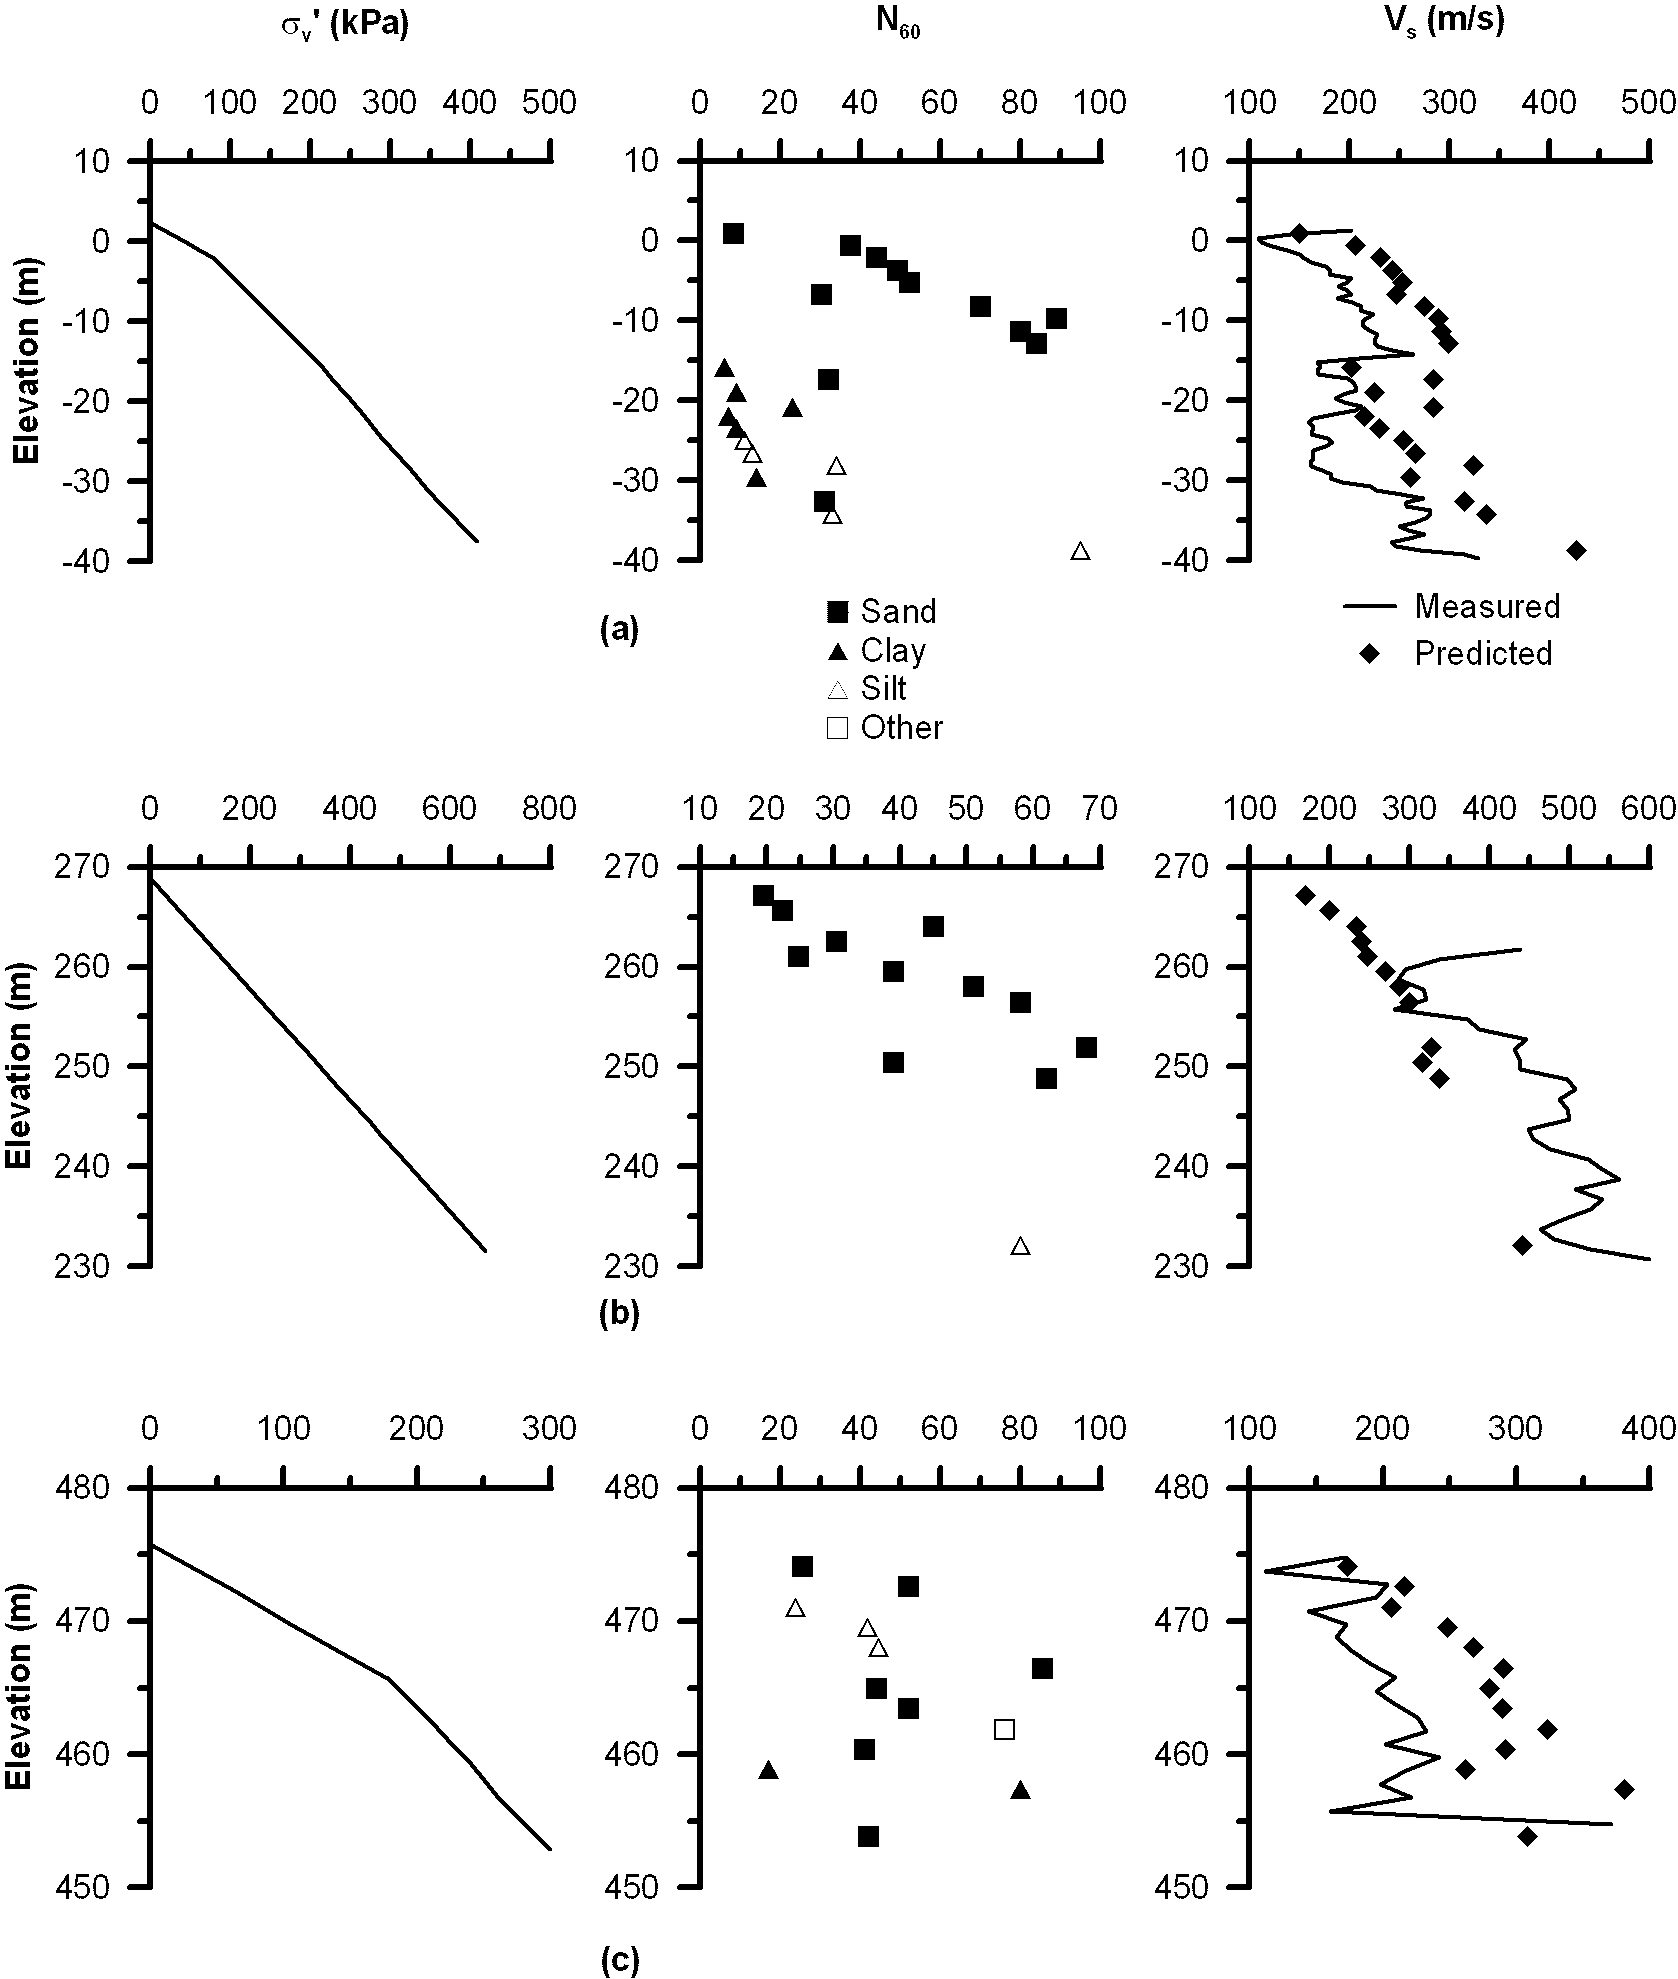 σv' (kPa) N60 Vs (m/s)
0 100 200 300 400 500 0 20 40 60 80 100 100 200 300 400 500
10 10 10
0 0 0
-10 -10 -10
-20 -20 -20
-30 -30 -30
-40 -40 -40
Elevation (m)
(a)
Sand
Clay
Silt
Other
Measured
Predicted
0 200 400 600 800 10 20 30 40 50 60 70 100 200 300 400 500 600
270 270 270
260 260 260
250 250 250
240 240 240
230 230 230
Elevation (m)
(b)
0 100 200 300 0 20 40 60 80 100 100 200 300 400
480 480 480
470 470 470
460 460 460
450 450 450
Elevation (m)
(c)